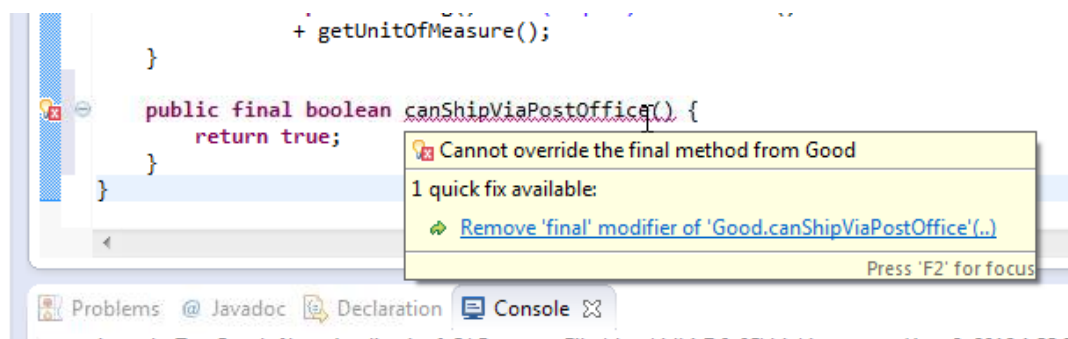 + getUnitOfMeasure();
}
public final boolean canShipViaPostOffice() {
return true;
}
}
Cannot override the final method from Good
1 quick fix available:
Remove 'final' modifier of 'Good.canShipViaPostOffice'(..)
Press 'F2' for focus
Problems @ Javadoc Declaration Console